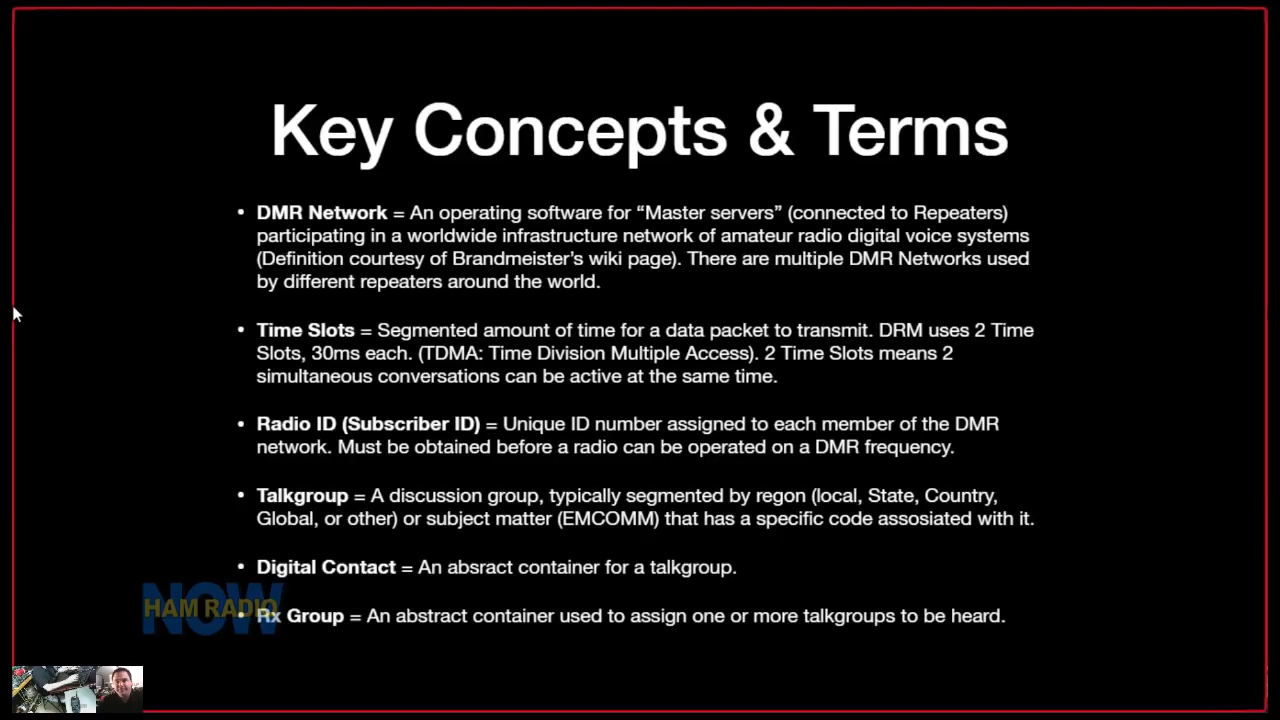 Key Concepts & Terms
• DMR Network = An operating software for “Master servers” (connected to Repeaters)
participating in a worldwide infrastructure network of amateur radio digital voice systems
(Definition courtesy of Brandmeister’s wiki page). There are multiple DMR Networks used
by different repeaters around the world.
• Time Slots = Segmented amount of time for a data packet to transmit. DRM uses 2 Time
Slots, 30ms each. (TDMA: Time Division Multiple Access). 2 Time Slots means 2
simultaneous conversations can be active at the same time.
• Radio ID (Subscriber ID) = Unique ID number assigned to each member of the DMR
network. Must be obtained before a radio can be operated on a DMR frequency.
• Talkgroup = A discussion group, typically segmented by regon (local, State, Country,
Global, or other) or subject matter (EMCOMM) that has a specific code assosiated with it.
• Digital Contact = An absract container for a talkgroup.
• Rx Group = An abstract container used to assign one or more talkgroups to be heard.
HAM RADIO
NOW